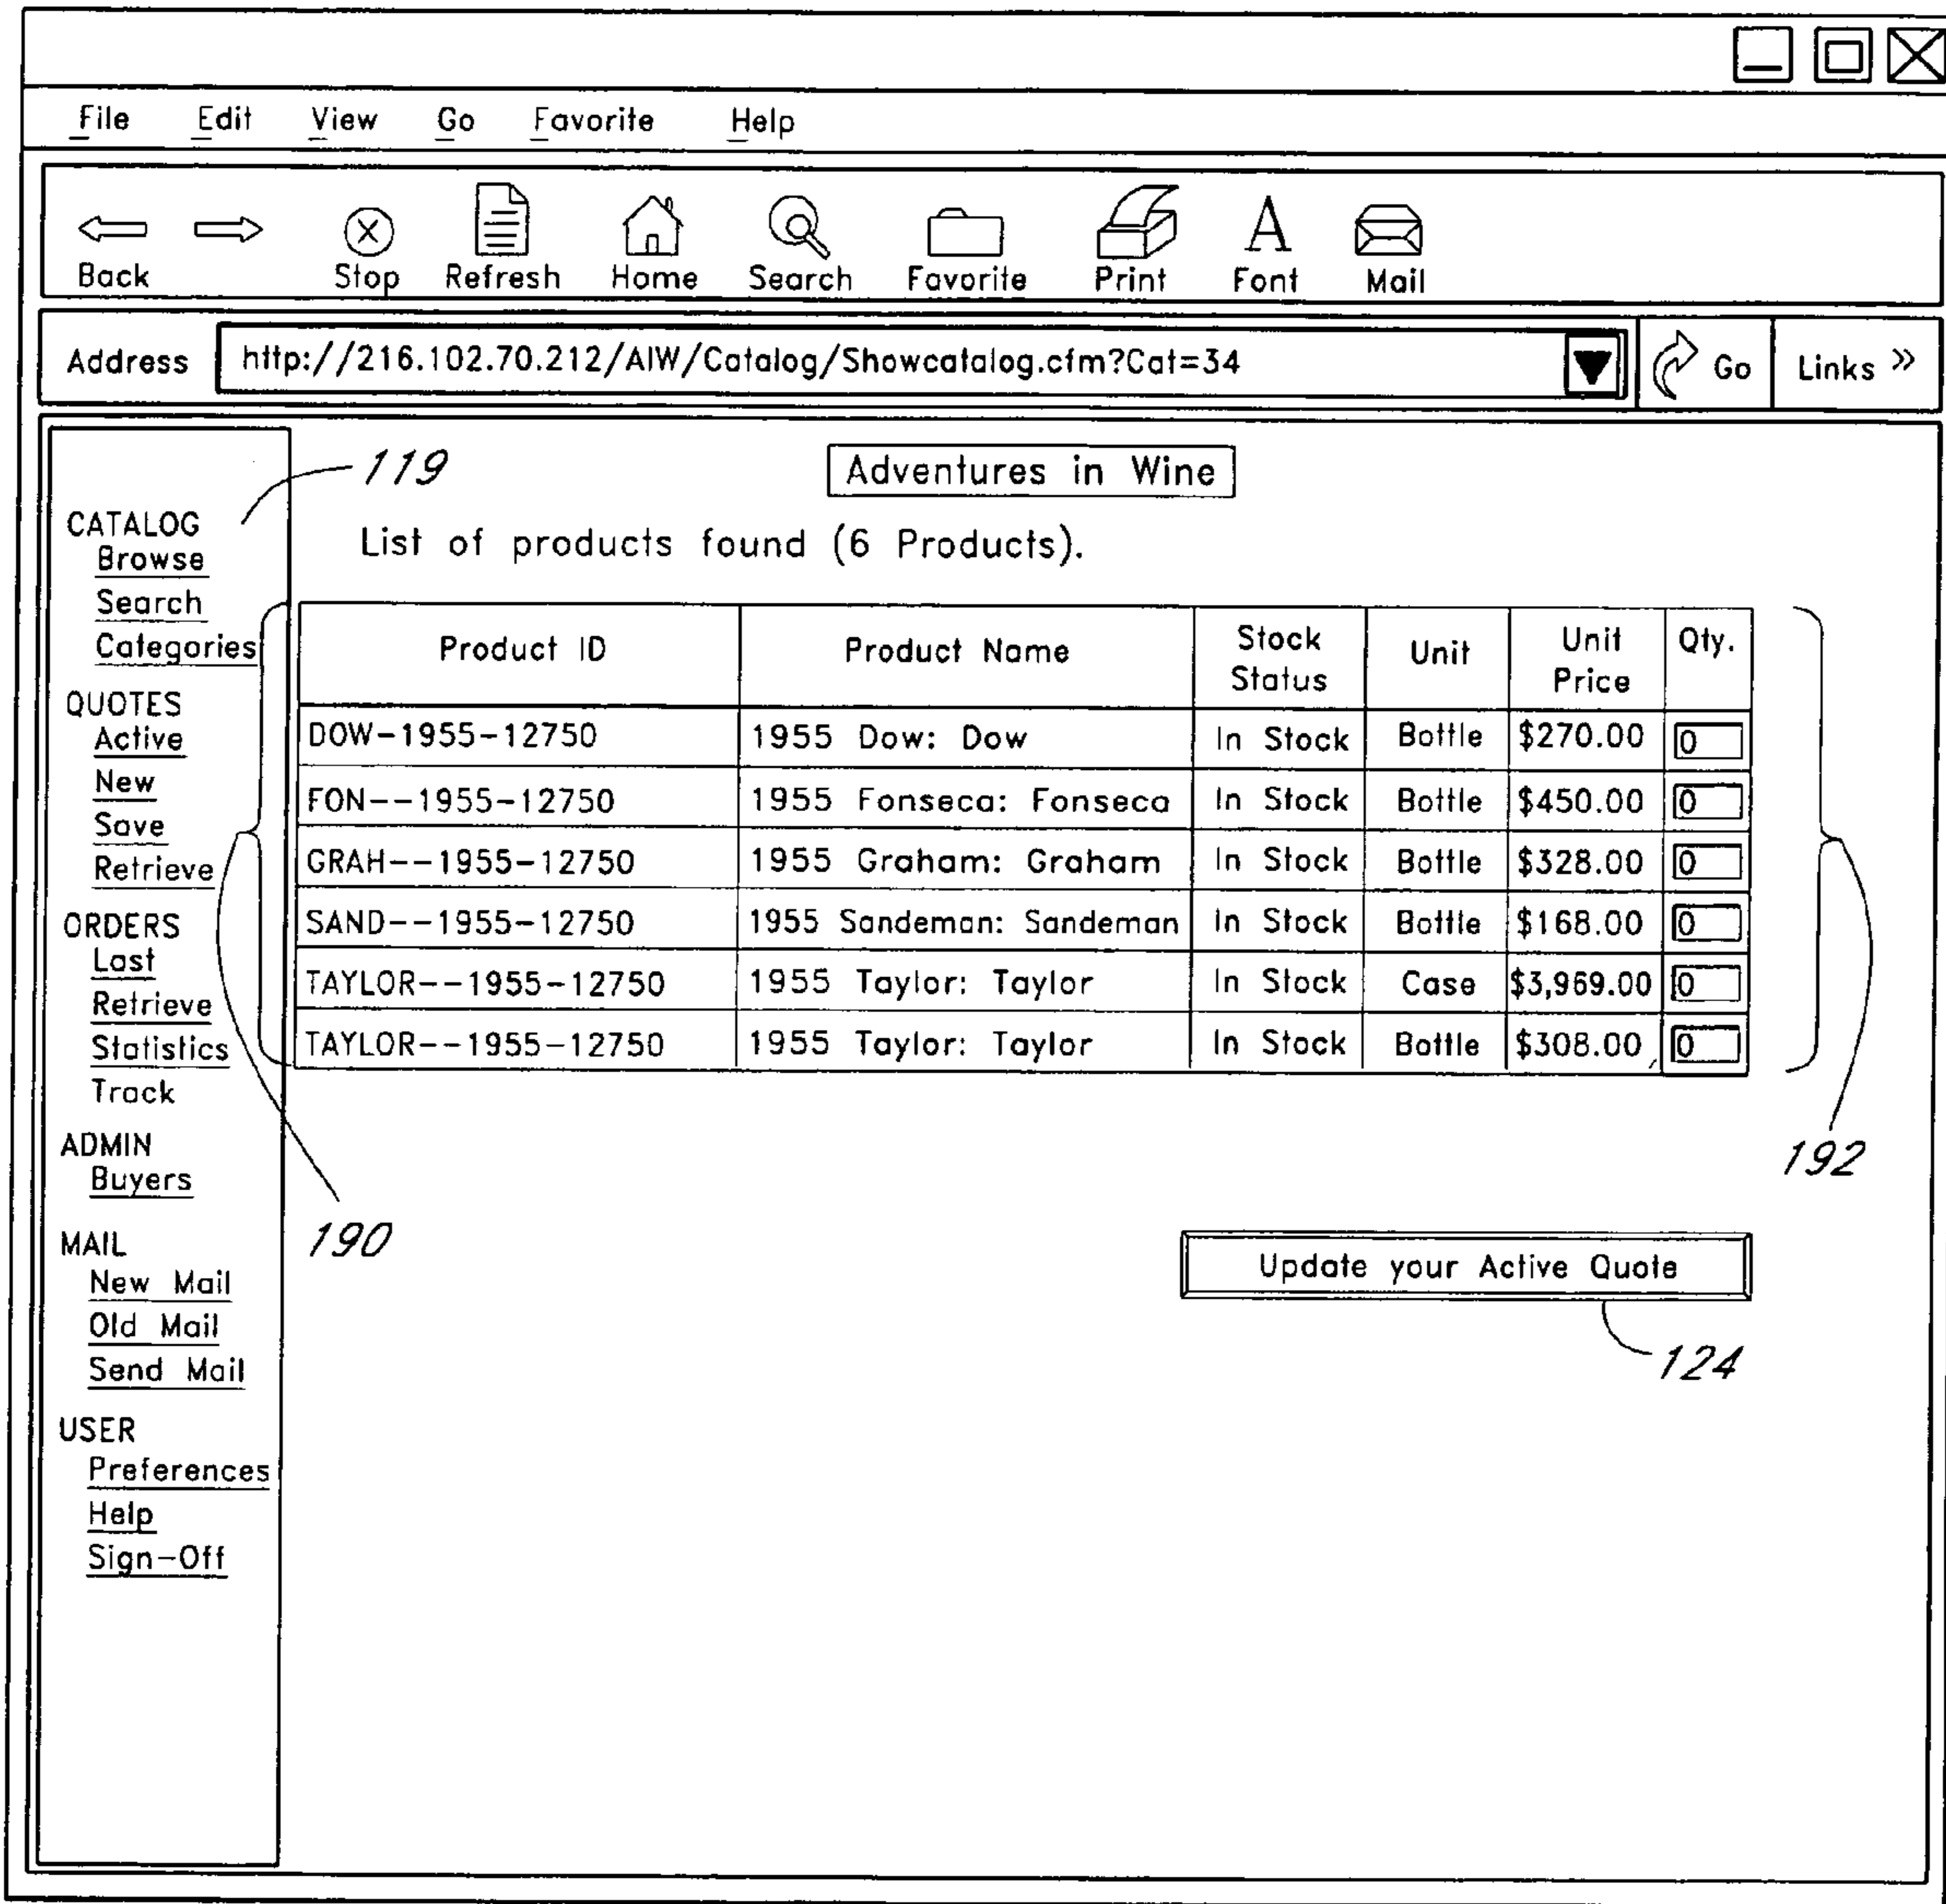 File Edit View Go Favorite Help
Back Stop Refresh Home Search Favorite Print Font Mail
Address http://216.102.70.212/AIW/Catalog/Showcatalog.cfm?Cat=34 Go Links »
119
Adventures in Wine
CATALOG
Browse
Search
Categories
QUOTES
Active
New
Save
Retrieve
ORDERS
Last
Retrieve
Statistics
Track
ADMIN
Buyers
MAIL
New Mail
Old Mail
Send Mail
USER
Preferences
Help
Sign-Off
List of products found (6 Products).
Product ID Product Name Stock Status Unit Unit Price Qty.
DOW-1955-12750 1955 Dow: Dow In Stock Bottle $270.00 0
FON--1955-12750 1955 Fonseca: Fonseca In Stock Bottle $450.00 0
GRAH--1955-12750 1955 Graham: Graham In Stock Bottle $328.00 0
SAND--1955-12750 1955 Sandeman: Sandeman In Stock Bottle $168.00 0
TAYLOR--1955-12750 1955 Taylor: Taylor In Stock Case $3,969.00 0
TAYLOR--1955-12750 1955 Taylor: Taylor In Stock Bottle $308.00 0
192
190
Update your Active Quote
124